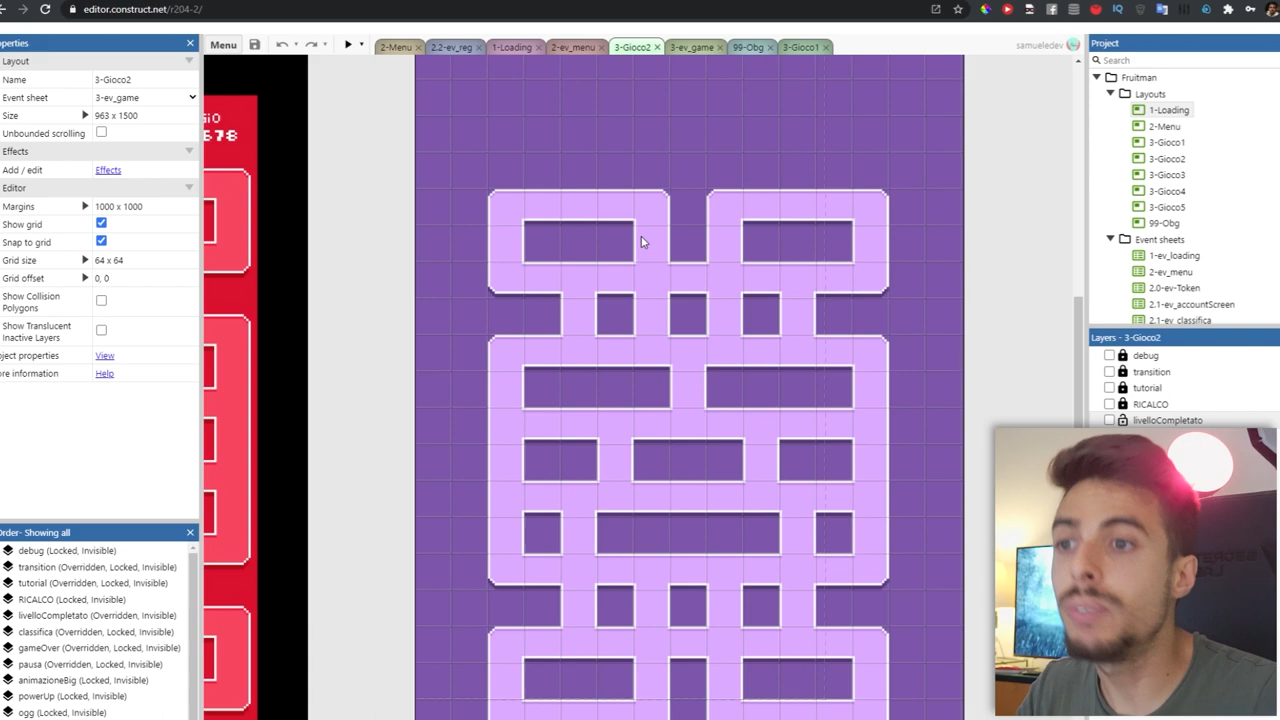 editor.construct.net/r204-2/
roperties
Layout
Name 3-Gioco2
Event sheet 3-ev_game
Size 963 x 1500
Unbounded scrolling
Effects
Add / edit Effects
Editor
Margins 1000 x 1000
Show grid
Snap to grid
Grid size 64 x 64
Grid offset 0, 0
Show Collision
Polygons
Show Translucent
Inactive Layers
oject properties View
ore information Help
Order- Showing all
debug (Locked, Invisible)
transition (Overridden, Locked, Invisible)
tutorial (Overridden, Locked, Invisible)
RICALCO (Locked, Invisible)
livelloCompletato (Overridden, Invisible)
classifica (Overridden, Locked, Invisible)
gameOver (Overridden, Locked, Invisible)
pausa (Overridden, Locked, Invisible)
animazioneBig (Locked, Invisible)
powerUp (Locked, Invisible)
ogg (Locked, Invisible)
Menu
2-Menu
2.2-ev_reg
1-Loading
2-ev_menu
3-Gioco2
3-ev_game
99-Obg
3-Gioco1
samueledev
GIO
678
Project
Search
Fruitman
Layouts
1-Loading
2-Menu
3-Gioco1
3-Gioco2
3-Gioco3
3-Gioco4
3-Gioco5
99-Obg
Event sheets
1-ev_loading
2-ev_menu
2.0-ev-Token
2.1-ev_accountScreen
2.1-ev_classifica
Layers - 3-Gioco2
debug
transition
tutorial
RICALCO
livelloCompletato